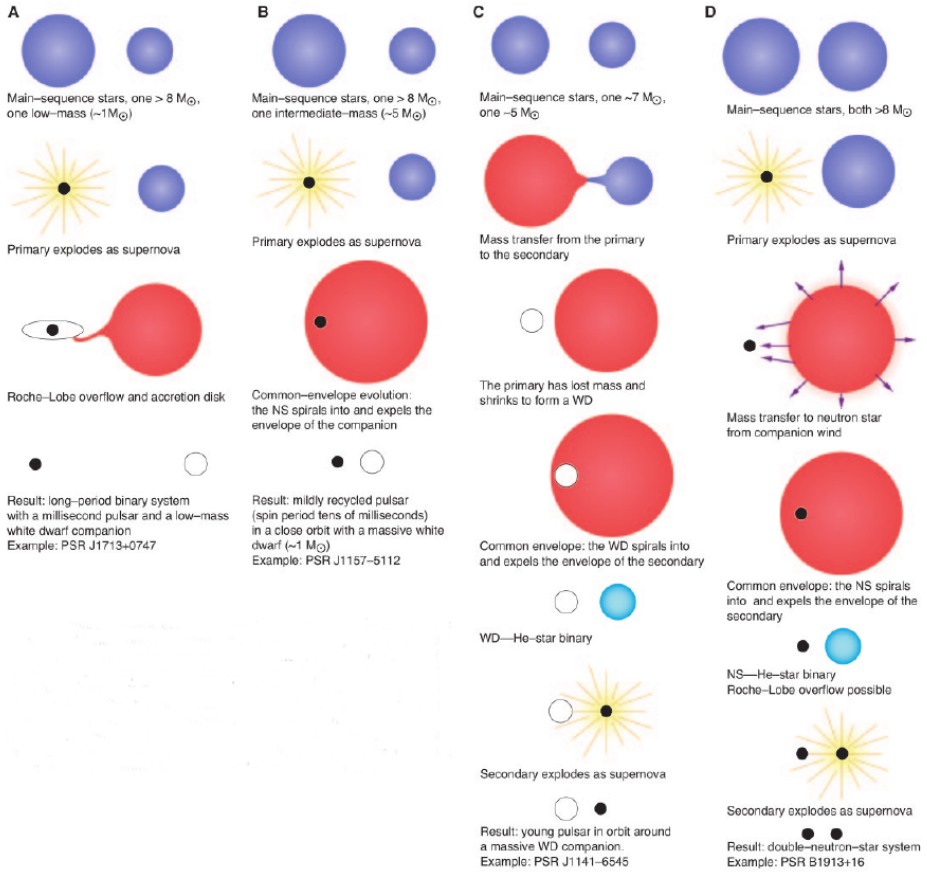 A
Main–sequence stars, one > 8 M⊙,
one low–mass (~1M⊙)
Primary explodes as supernova
Roche–Lobe overflow and accretion disk
Result: long–period binary system
with a millisecond pulsar and a low–mass
white dwarf companion
Example: PSR J1713+0747
B
Main–sequence stars, one > 8 M⊙,
one intermediate–mass (~5 M⊙)
Primary explodes as supernova
Common–envelope evolution:
the NS spirals into and expels the
envelope of the companion
Result: mildly recycled pulsar
(spin period tens of milliseconds)
in a close orbit with a massive white
dwarf (~1 M⊙)
Example: PSR J1157–5112
C
Main–sequence stars, one ~7 M⊙,
one ~5 M⊙
Mass transfer from the primary
to the secondary
The primary has lost mass and
shrinks to form a WD
Common envelope: the WD spirals into
and expels the envelope of the secondary
WD––He–star binary
Secondary explodes as supernova
Result: young pulsar in orbit around
a massive WD companion.
Example: PSR J1141–6545
D
Main–sequence stars, both >8 M⊙
Primary explodes as supernova
Mass transfer to neutron star
from companion wind
Common envelope: the NS spirals
into and expels the envelope of the
secondary
NS––He–star binary
Roche–Lobe overflow possible
Secondary explodes as supernova
Result: double–neutron–star system
Example: PSR B1913+16